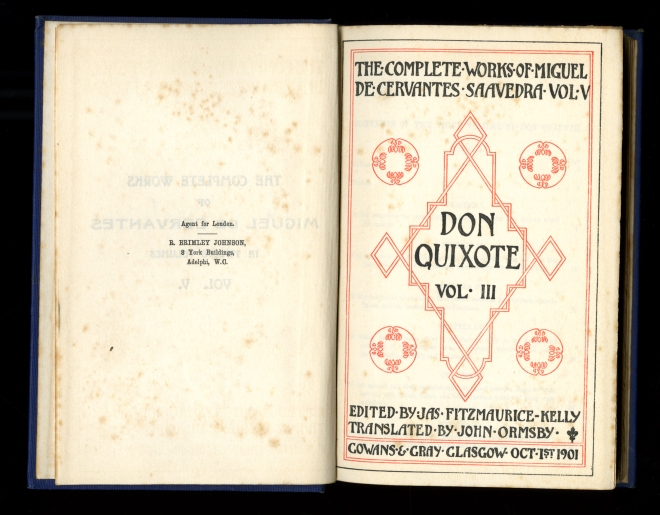 Agent for London.
R. BRIMLEY JOHNSON,
8 York Buildings,
Adelphi, W.C.
THE·COMPLETE·WORKS·OF·MIGUEL
DE·CERVANTES·SAAVEDRA·VOL·V
DON
QUIXOTE
VOL·III
EDITED·BY·JAS·FITZMAURICE-KELLY
TRANSLATED·BY·JOHN·ORMSBY·
GOWANS·&·GRAY·GLASGOW·OCT·1ST 1901